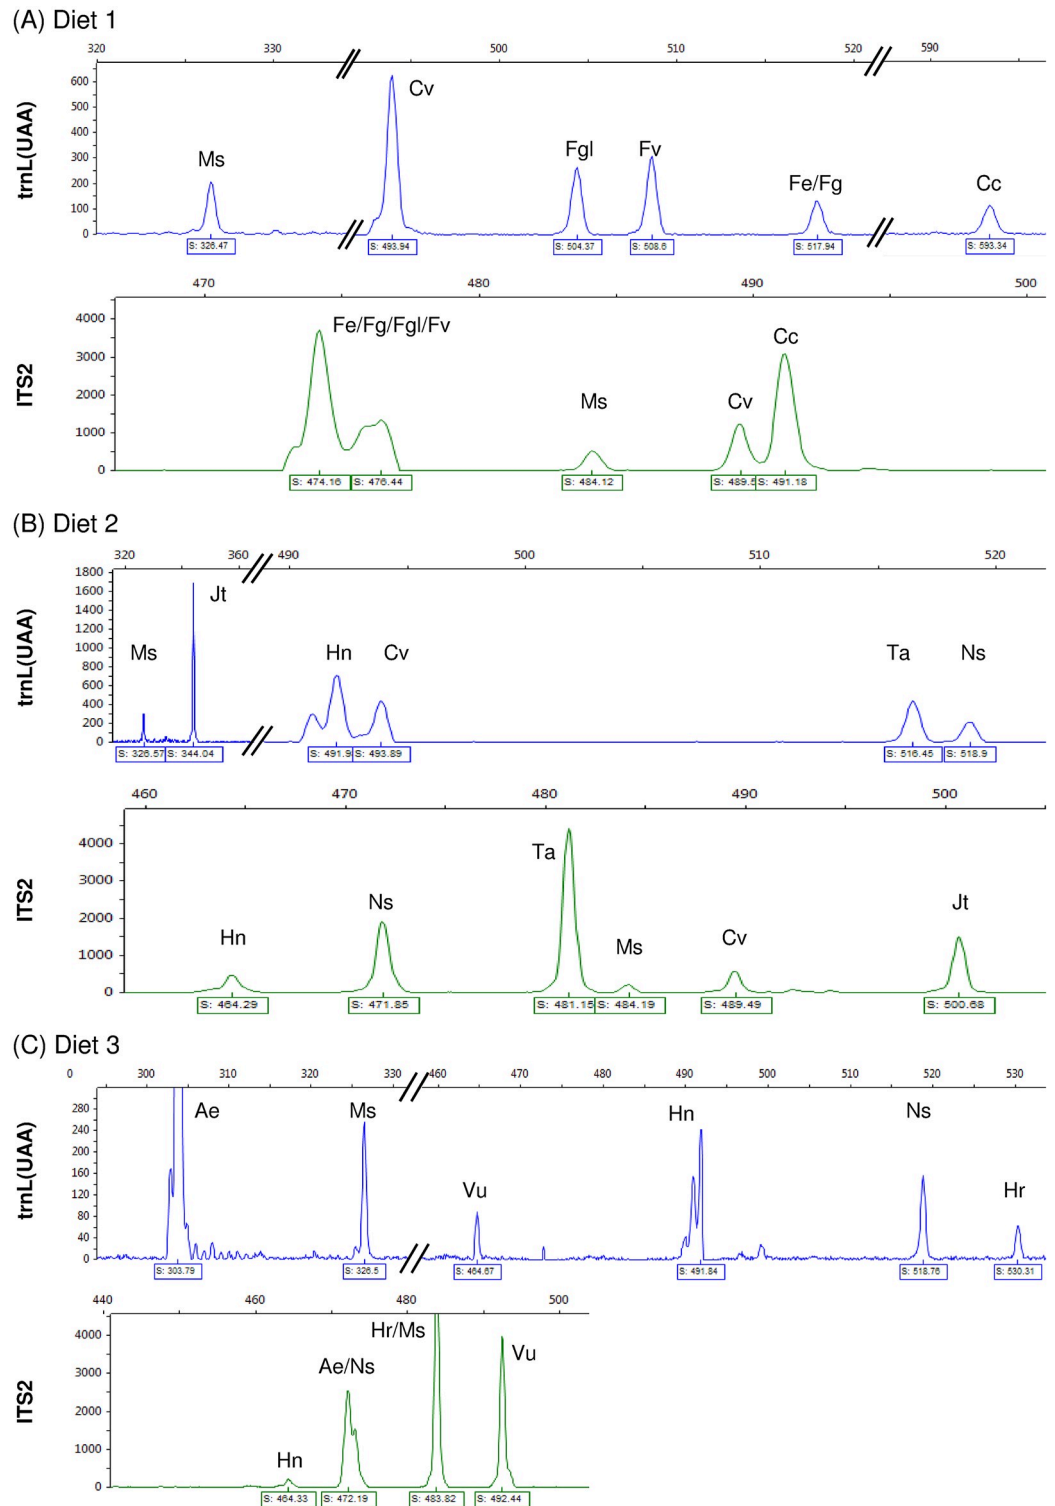 (A) Diet 1
320 330 500 510 520 590
trnL(UAA)
600
500
400
300
200
100
0
Ms
Cv
Fgl
Fv
Fe/Fg
Cc
S: 326.47 S: 493.94 S: 504.37 S: 508.6 S: 517.94 S: 593.34
470 480 490 500
ITS2
4000
3000
2000
1000
0
Fe/Fg/Fgl/Fv
Ms
Cv
Cc
S: 474.16 S: 476.44 S: 484.12 S: 489.5 S: 491.18
(B) Diet 2
320 360 490 500 510 520
trnL(UAA)
1800
1600
1400
1200
1000
800
600
400
200
0
Ms
Jt
Hn
Cv
Ta
Ns
S: 326.57 S: 344.04 S: 491.9 S: 493.89 S: 516.45 S: 518.9
460 470 480 490 500
ITS2
4000
3000
2000
1000
0
Hn
Ns
Ta
Ms
Cv
Jt
S: 464.29 S: 471.85 S: 481.15 S: 484.19 S: 489.49 S: 500.68
(C) Diet 3
0 300 310 320 330 460 470 480 490 500 510 520 530
trnL(UAA)
280
240
200
160
120
80
40
0
Ae
Ms
Vu
Hn
Ns
Hr
S: 303.79 S: 326.5 S: 464.67 S: 491.84 S: 518.76 S: 530.31
440 460 480 500
ITS2
4000
3000
2000
1000
0
Hn
Ae/Ns
Hr/Ms
Vu
S: 464.33 S: 472.19 S: 483.82 S: 492.44